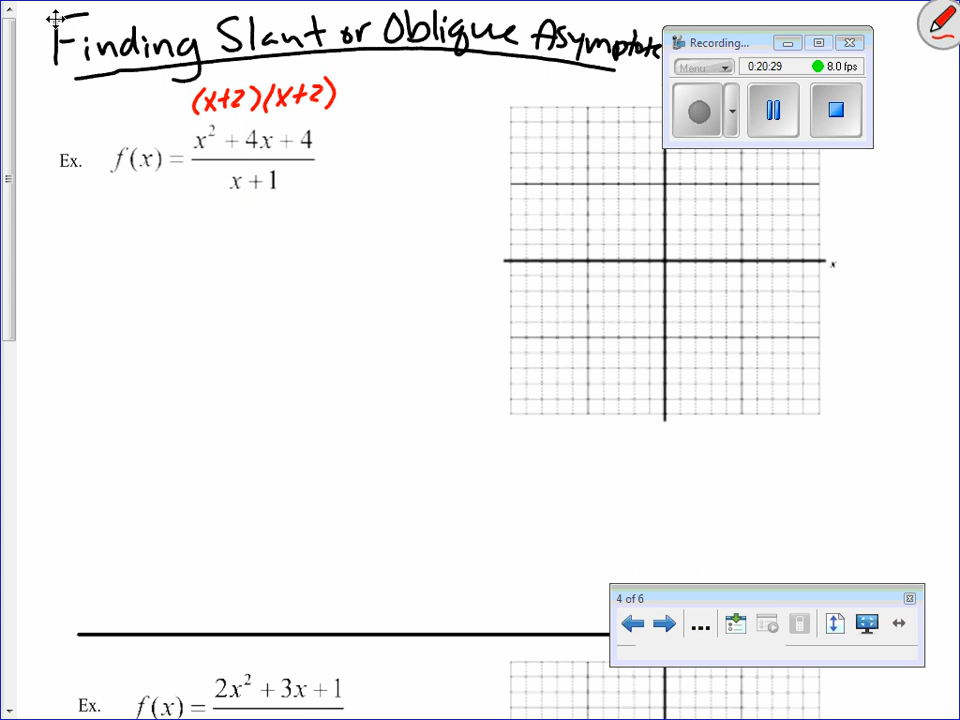 Finding Slant or Oblique Asymptote
Recording...
Menu
0:20:29
8.0 fps
(x+2)(x+2)
Ex. f(x) = x² + 4x + 4
x + 1
x
4 of 6
Ex. f(x) = 2x² + 3x + 1